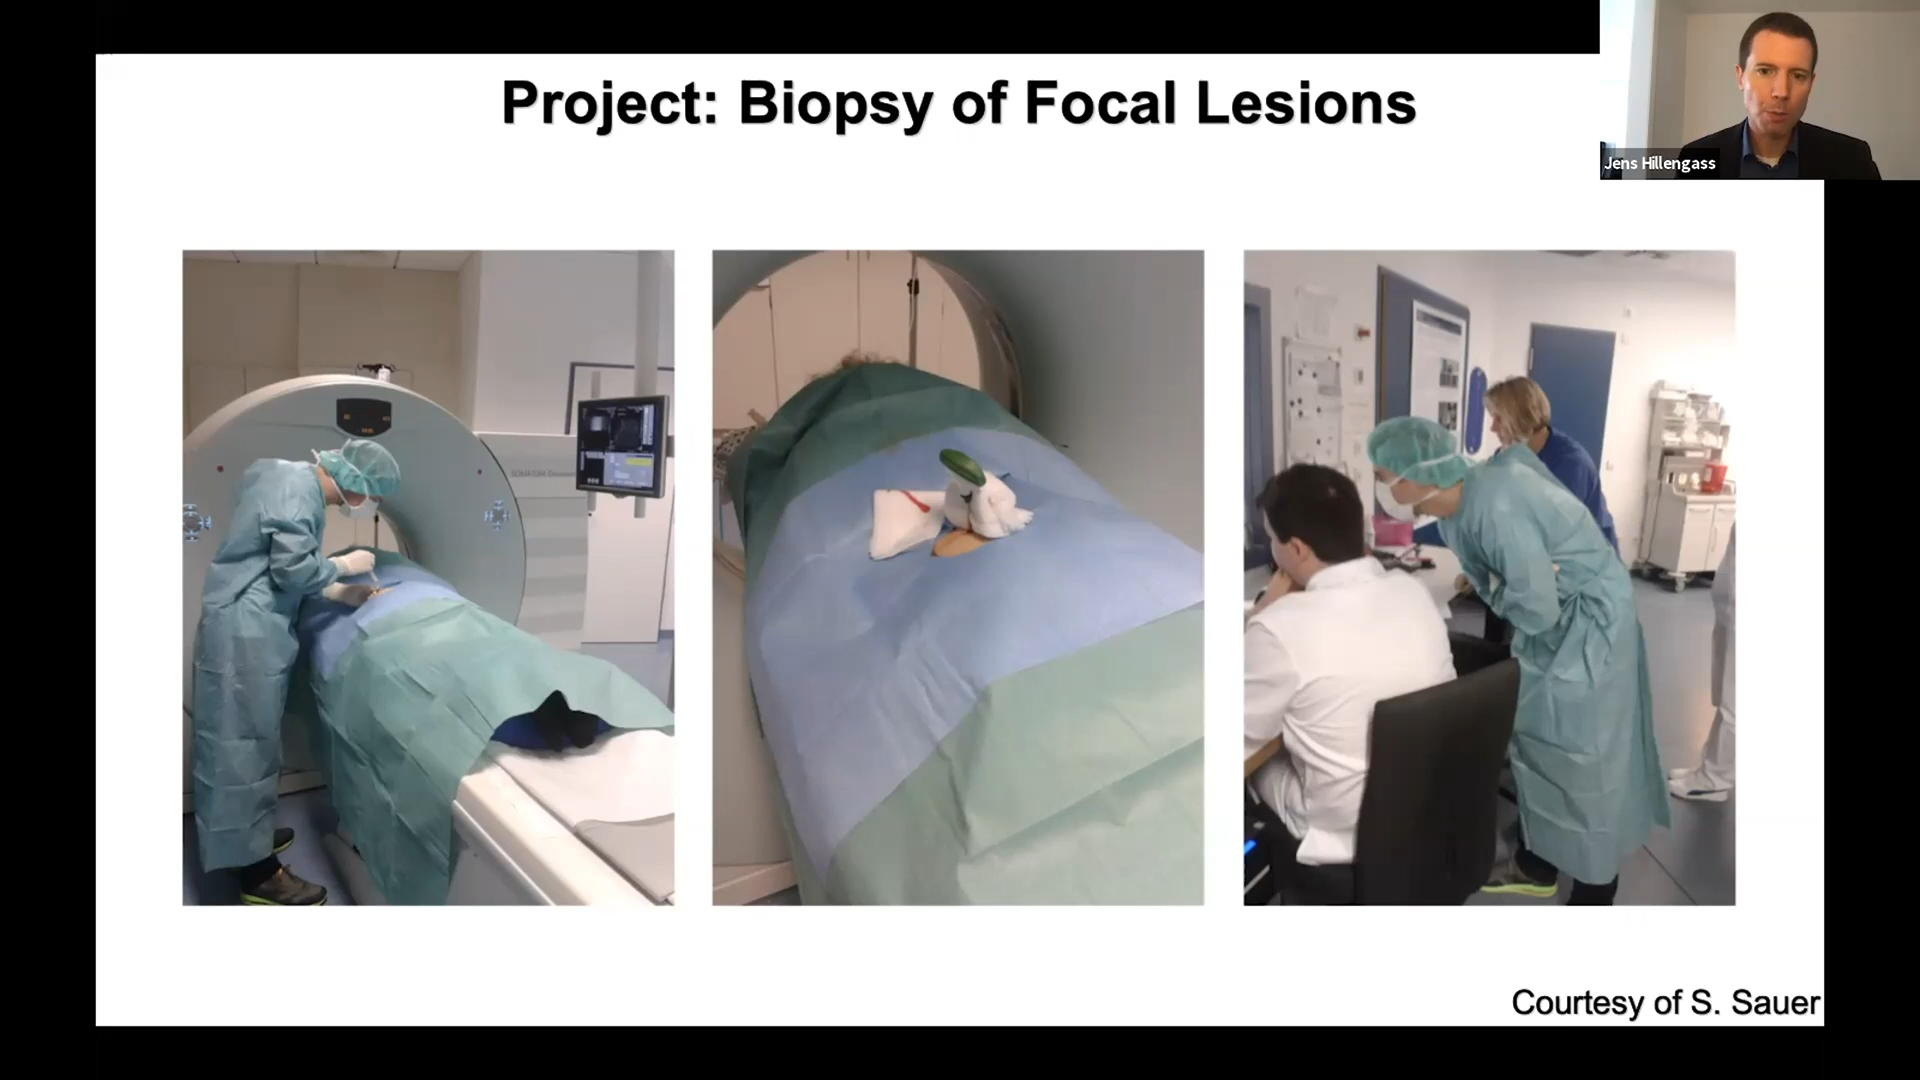 Project: Biopsy of Focal Lesions
Jens Hillengass
Courtesy of S. Sauer